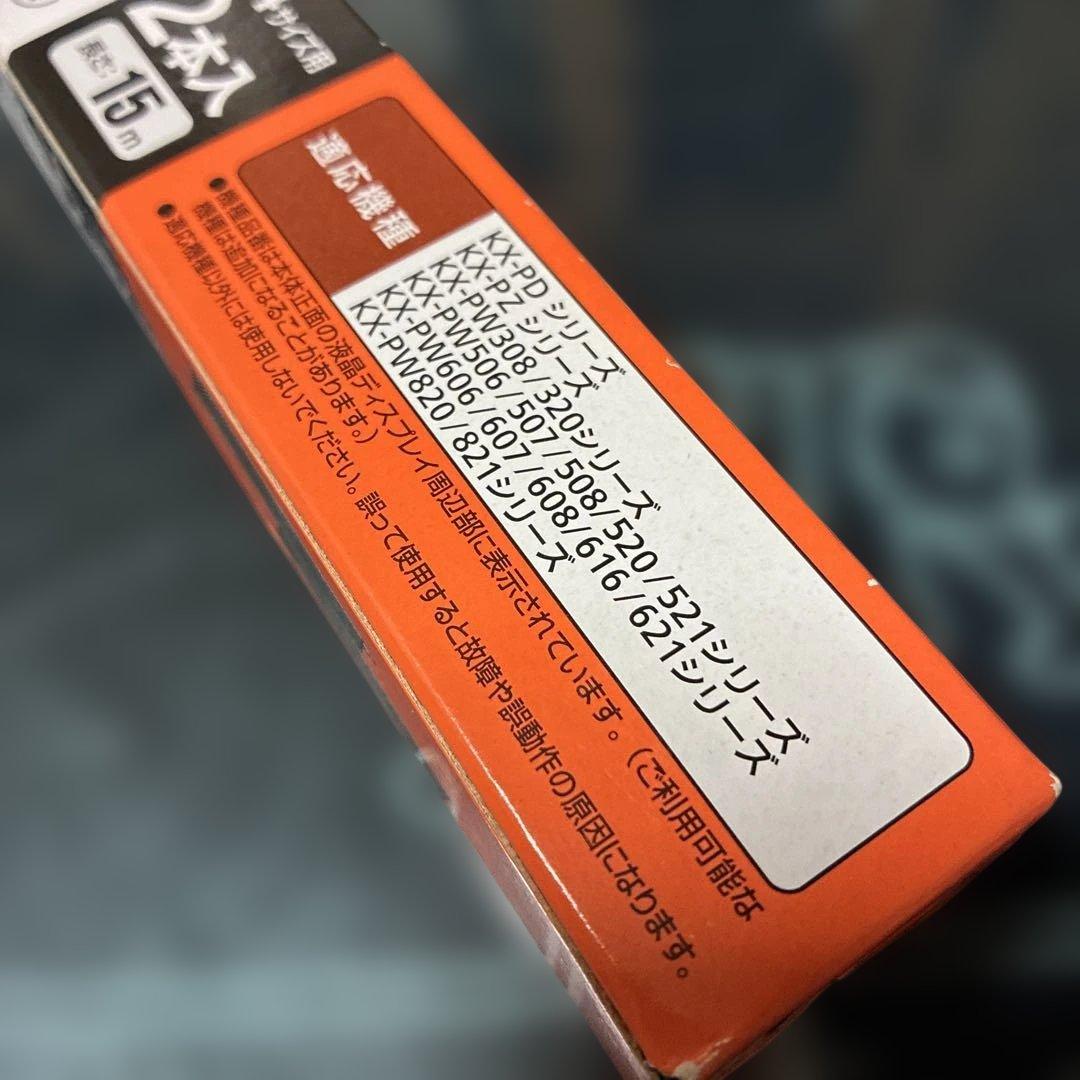 サイズ用
2本入
長さ:15m
適応機種
KX-PD シリーズ
KX-PZ シリーズ
KX-PW308/320シリーズ
KX-PW506/507/508/520/521シリーズ
KX-PW606/607/608/616/621シリーズ
KX-PW820/821シリーズ
●機種品番は本体正面の液晶ディスプレイ周辺部に表示されています。(ご利用可能な
機種は追加になることがあります。)
●適応機種以外には使用しないでください。誤って使用すると故障や誤動作の原因になります。